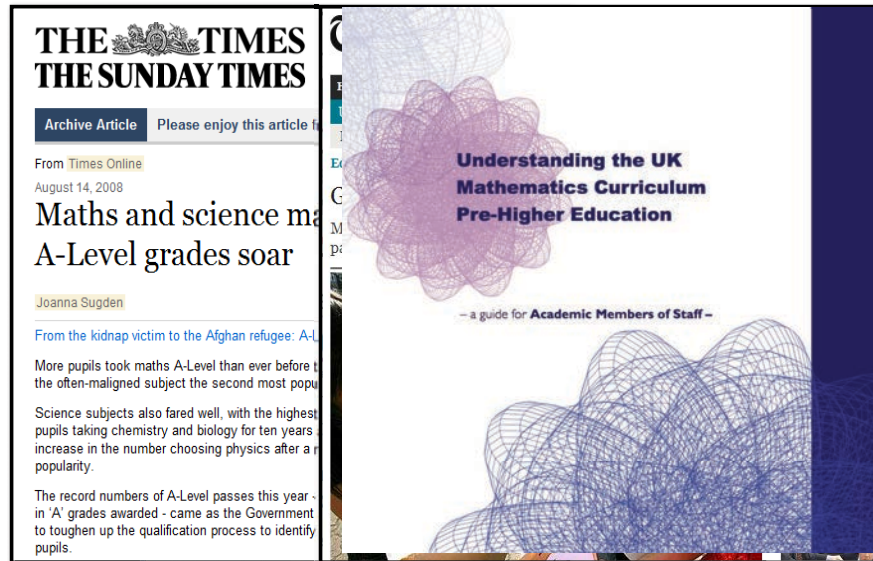 THE TIMES
THE SUNDAY TIMES
Archive Article Please enjoy this article
From Times Online
August 14, 2008
Maths and science
A-Level grades soar
Joanna Sugden
From the kidnap victim to the Afghan refugee: A-L
More pupils took maths A-Level than ever before
the often-maligned subject the second most
Science subjects also fared well, with the highest
pupils taking chemistry and biology for ten years
increase in the number choosing physics after a
popularity.
The record numbers of A-Level passes this year -
in 'A' grades awarded - came as the Government
to toughen up the qualification process to identify
pupils.
Understanding the UK
Mathematics Curriculum
Pre-Higher Education
– a guide for Academic Members of Staff –